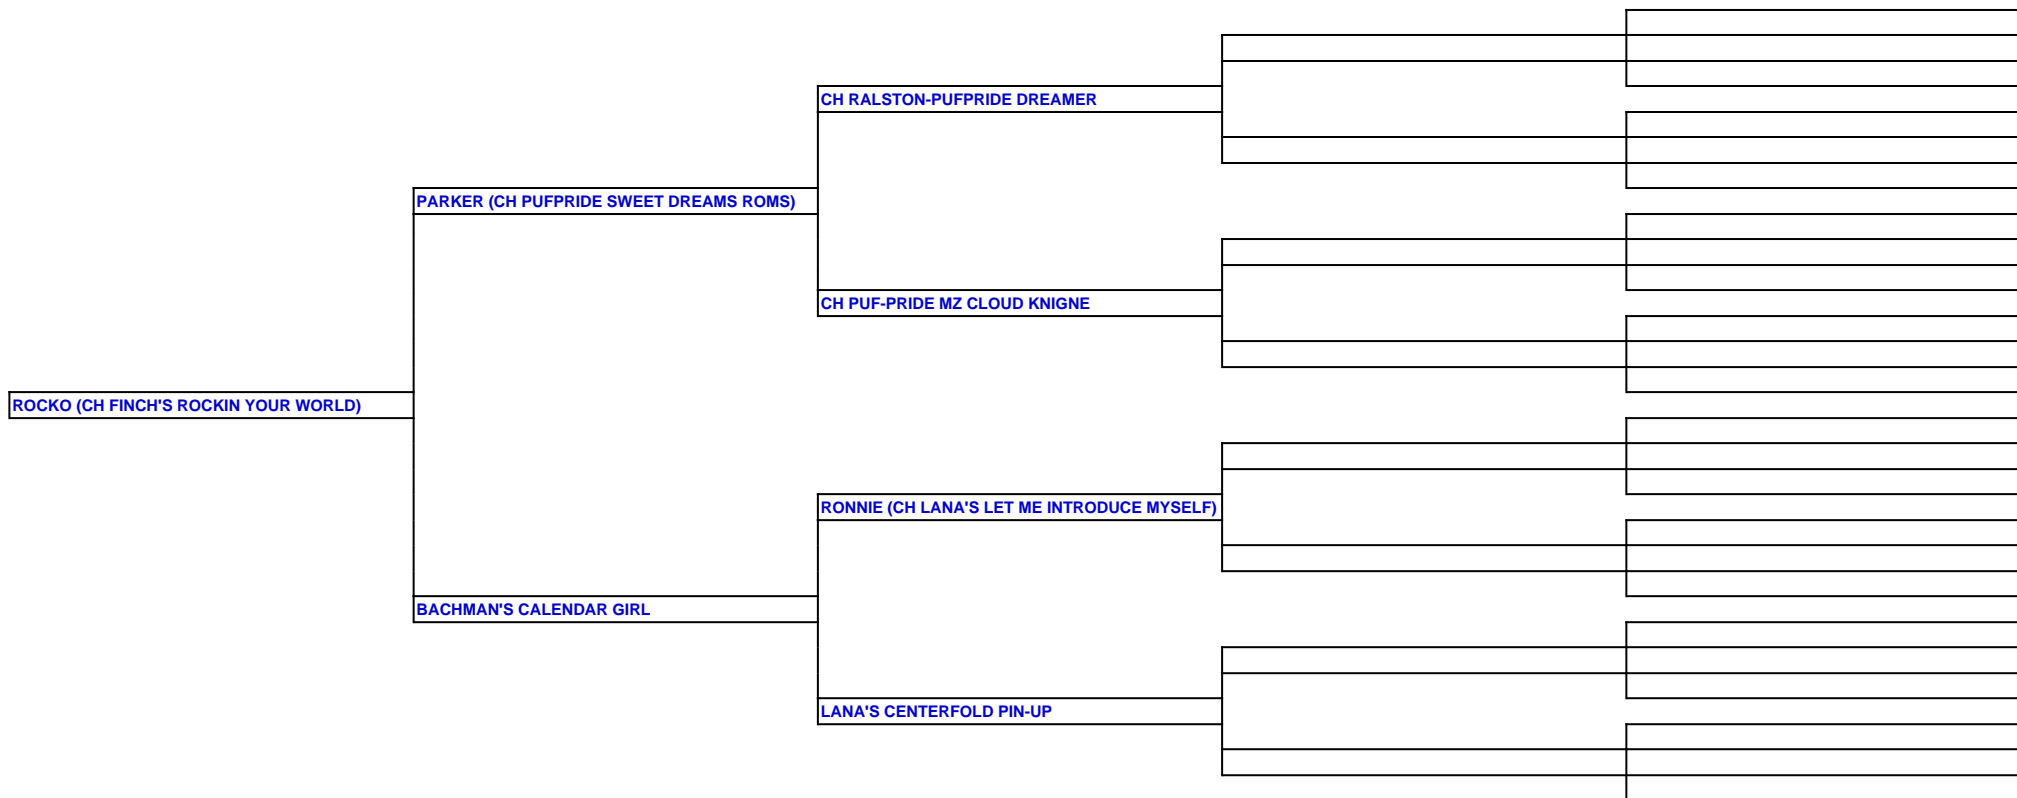 CH RALSTON-PUFPRIDE DREAMER
PARKER (CH PUFPRIDE SWEET DREAMS ROMS)
CH PUF-PRIDE MZ CLOUD KNIGNE
ROCKO (CH FINCH'S ROCKIN YOUR WORLD)
RONNIE (CH LANA'S LET ME INTRODUCE MYSELF)
BACHMAN'S CALENDAR GIRL
LANA'S CENTERFOLD PIN-UP